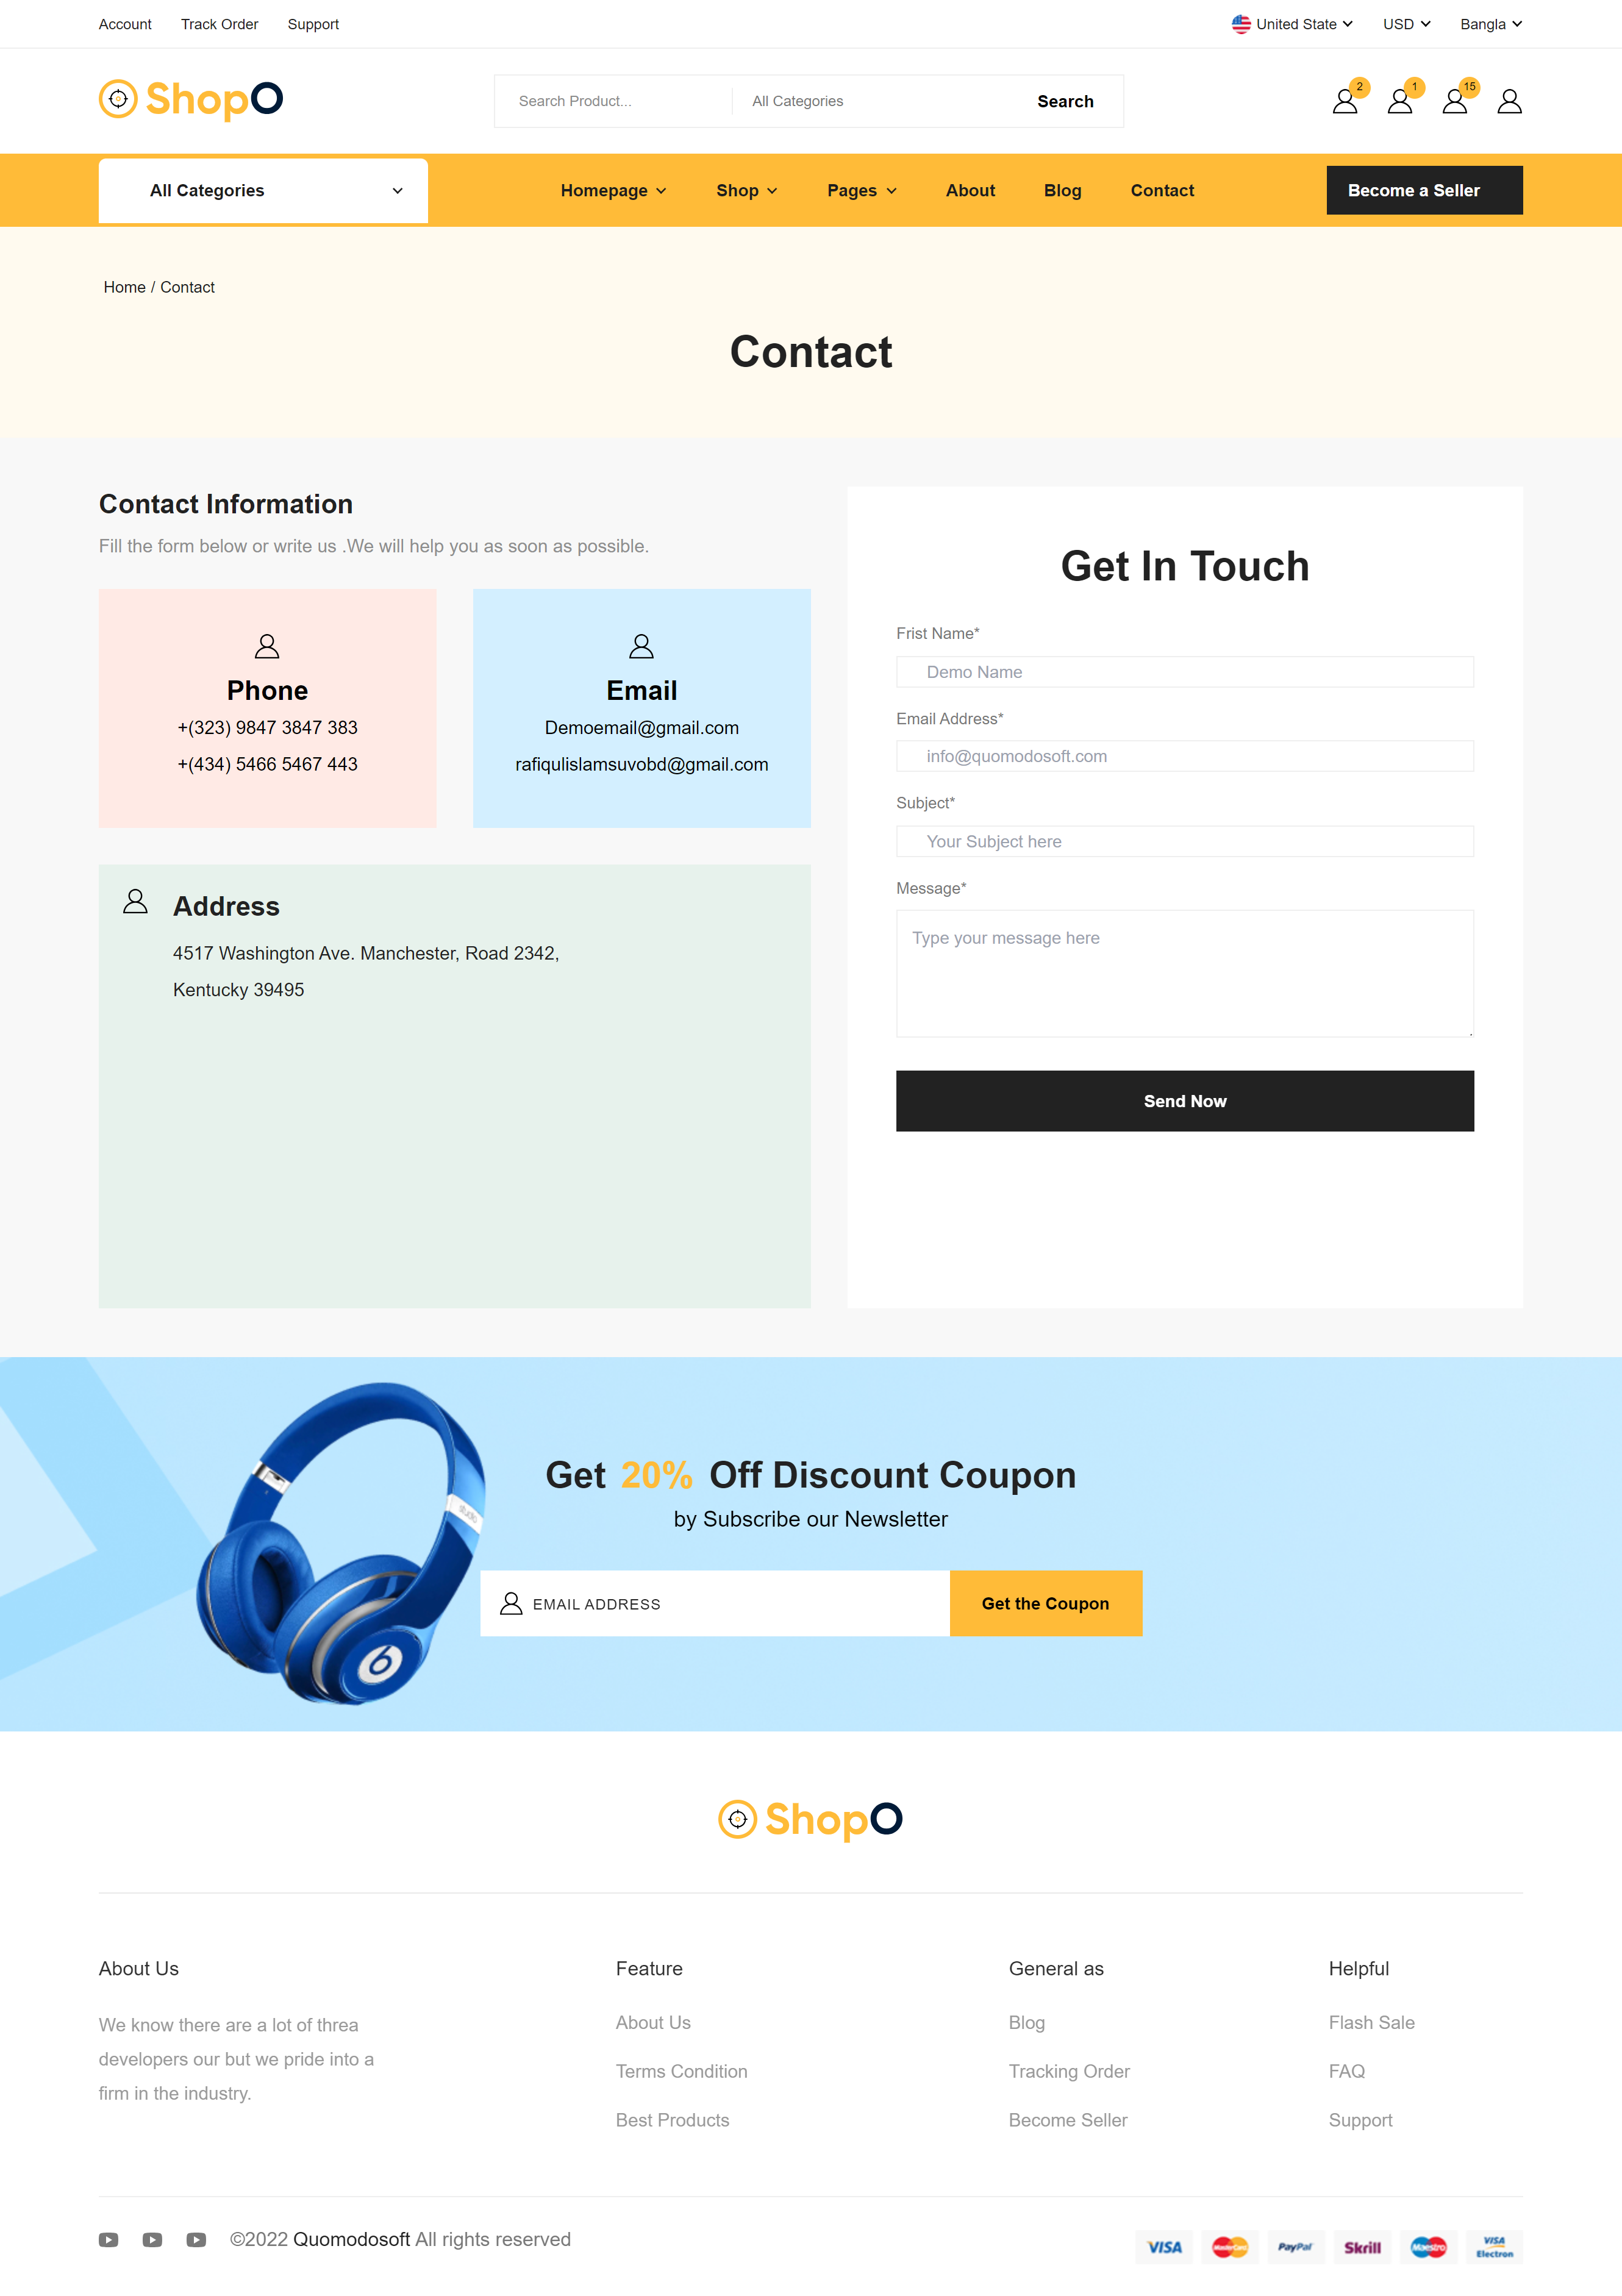 Account Track Order Support United State USD Bangla
ShopO Search Product... All Categories Search 2 1 15
All Categories Homepage Shop Pages About Blog Contact Become a Seller
Home / Contact
Contact
Contact Information
Fill the form below or write us .We will help you as soon as possible.
Phone
+(323) 9847 3847 383
+(434) 5466 5467 443
Email
Demoemail@gmail.com
rafiqulislamsuvobd@gmail.com
Address
4517 Washington Ave. Manchester, Road 2342,
Kentucky 39495
Get In Touch
Frist Name*
Demo Name
Email Address*
info@quomodosoft.com
Subject*
Your Subject here
Message*
Type your message here
Send Now
studio
Get 20% Off Discount Coupon
by Subscribe our Newsletter
EMAIL ADDRESS Get the Coupon
ShopO
About Us
We know there are a lot of threa
developers our but we pride into a
firm in the industry.
Feature
About Us
Terms Condition
Best Products
General as
Blog
Tracking Order
Become Seller
Helpful
Flash Sale
FAQ
Support
©2022 Quomodosoft All rights reserved
VISA MasterCard PayPal Skrill Maestro VISA Electron